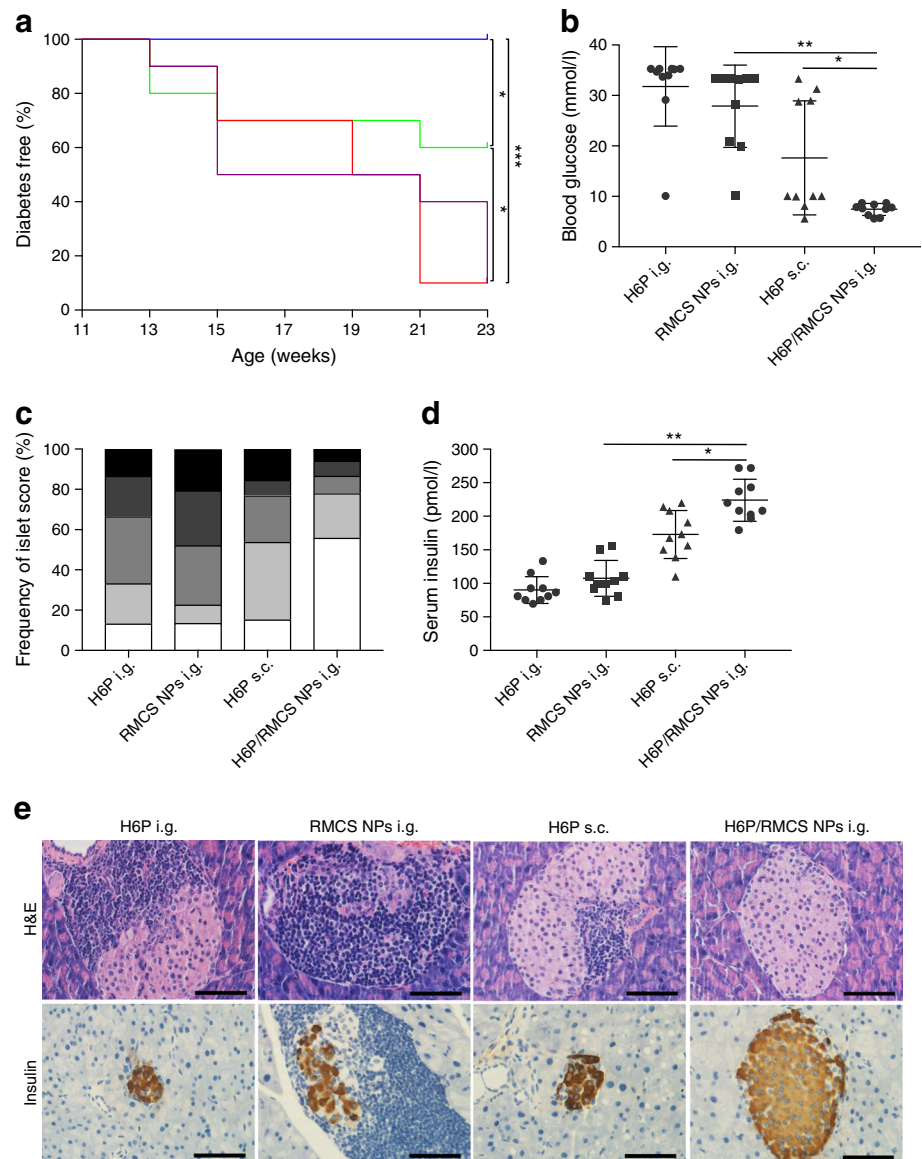 a
Diabetes free (%)
100
80
60
40
20
0
11
13
15
17
19
21
23
Age (weeks)
*
*
***
b
Blood glucose (mmol/l)
40
30
20
10
0
**
*
H6P i.g.
RMCS NPs i.g.
H6P s.c.
H6P/RMCS NPs i.g.
c
Frequency of islet score (%)
100
80
60
40
20
0
H6P i.g.
RMCS NPs i.g.
H6P s.c.
H6P/RMCS NPs i.g.
d
Serum insulin (pmol/l)
300
250
200
150
100
50
0
**
*
H6P i.g.
RMCS NPs i.g.
H6P s.c.
H6P/RMCS NPs i.g.
e
H6P i.g.
RMCS NPs i.g.
H6P s.c.
H6P/RMCS NPs i.g.
H&E
Insulin